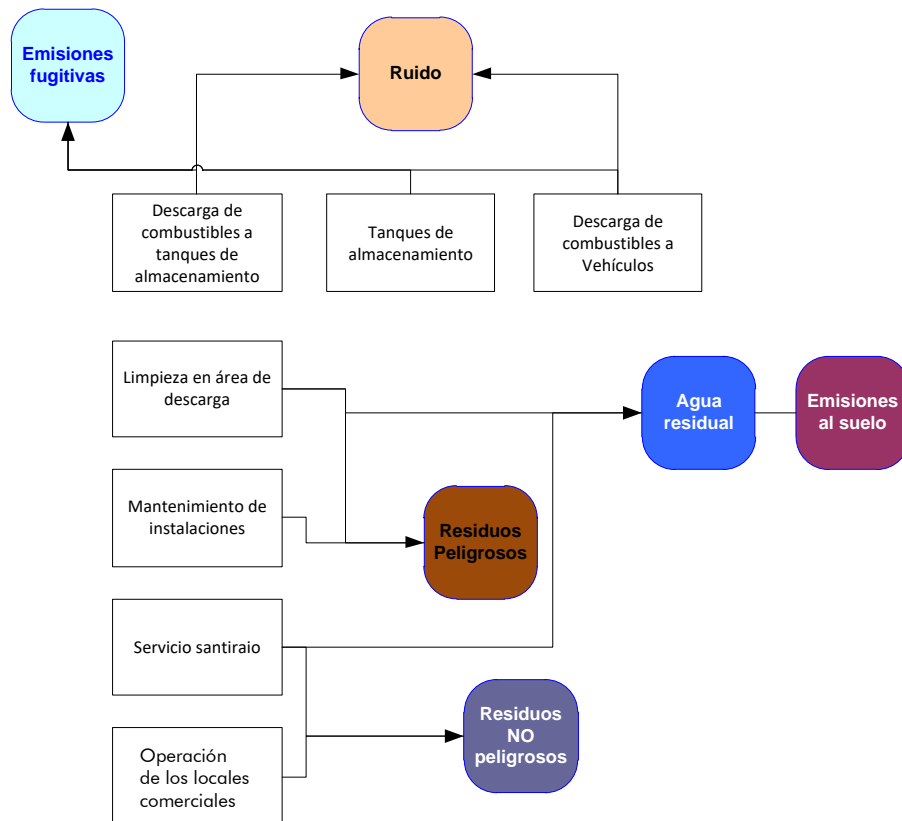 Emisiones
fugitivas
Ruido
Descarga de
combustibles a
tanques de
almacenamiento
Tanques de
almacenamiento
Descarga de
combustibles a
Vehículos
Limpieza en área de
descarga
Agua
residual
Emisiones
al suelo
Mantenimiento de
instalaciones
Residuos
Peligrosos
Servicio santiraio
Residuos
NO
peligrosos
Operación
de los locales
comerciales